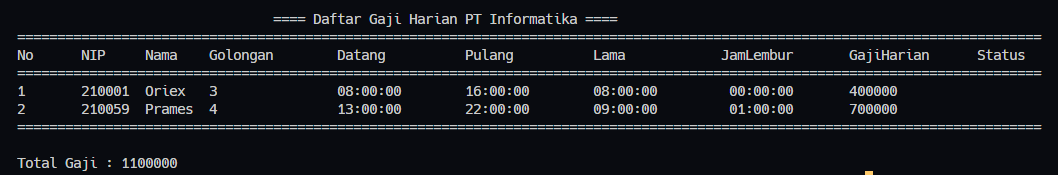 ==== Daftar Gaji Harian PT Informatika ====
================================================================================================================================
No NIP Nama Golongan Datang Pulang Lama JamLembur GajiHarian Status
================================================================================================================================
1 210001 Oriex 3 08:00:00 16:00:00 08:00:00 00:00:00 400000
2 210059 Prames 4 13:00:00 22:00:00 09:00:00 01:00:00 700000
================================================================================================================================
Total Gaji : 1100000